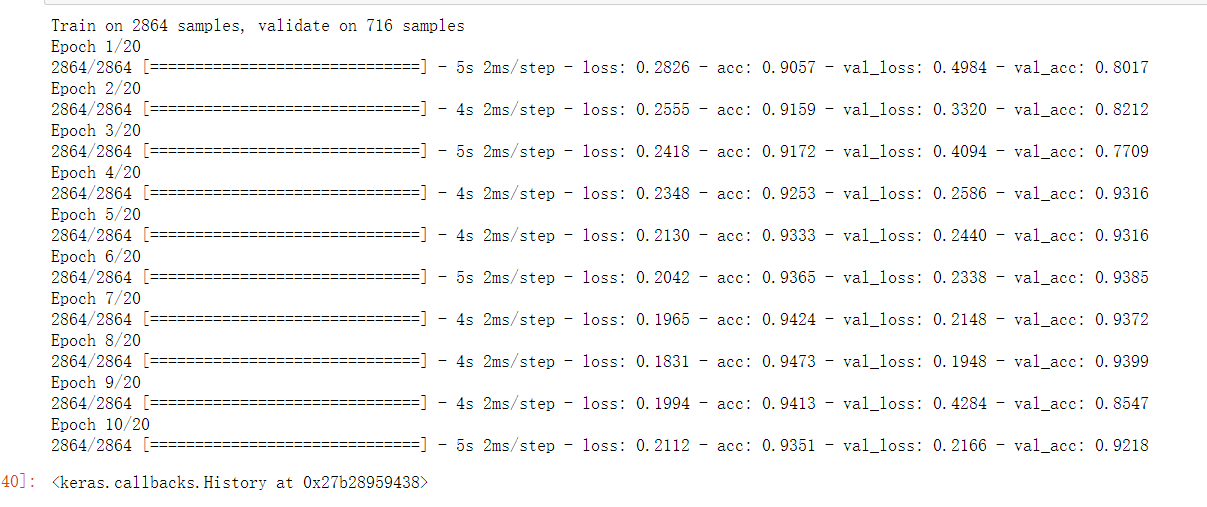 Train on 2864 samples, validate on 716 samples
Epoch 1/20
2864/2864 [==============================] - 5s 2ms/step - loss: 0.2826 - acc: 0.9057 - val_loss: 0.4984 - val_acc: 0.8017
Epoch 2/20
2864/2864 [==============================] - 4s 2ms/step - loss: 0.2555 - acc: 0.9159 - val_loss: 0.3320 - val_acc: 0.8212
Epoch 3/20
2864/2864 [==============================] - 5s 2ms/step - loss: 0.2418 - acc: 0.9172 - val_loss: 0.4094 - val_acc: 0.7709
Epoch 4/20
2864/2864 [==============================] - 4s 2ms/step - loss: 0.2348 - acc: 0.9253 - val_loss: 0.2586 - val_acc: 0.9316
Epoch 5/20
2864/2864 [==============================] - 4s 2ms/step - loss: 0.2130 - acc: 0.9333 - val_loss: 0.2440 - val_acc: 0.9316
Epoch 6/20
2864/2864 [==============================] - 5s 2ms/step - loss: 0.2042 - acc: 0.9365 - val_loss: 0.2338 - val_acc: 0.9385
Epoch 7/20
2864/2864 [==============================] - 4s 2ms/step - loss: 0.1965 - acc: 0.9424 - val_loss: 0.2148 - val_acc: 0.9372
Epoch 8/20
2864/2864 [==============================] - 4s 2ms/step - loss: 0.1831 - acc: 0.9473 - val_loss: 0.1948 - val_acc: 0.9399
Epoch 9/20
2864/2864 [==============================] - 4s 2ms/step - loss: 0.1994 - acc: 0.9413 - val_loss: 0.4284 - val_acc: 0.8547
Epoch 10/20
2864/2864 [==============================] - 5s 2ms/step - loss: 0.2112 - acc: 0.9351 - val_loss: 0.2166 - val_acc: 0.9218
40]: <keras.callbacks.History at 0x27b28959438>